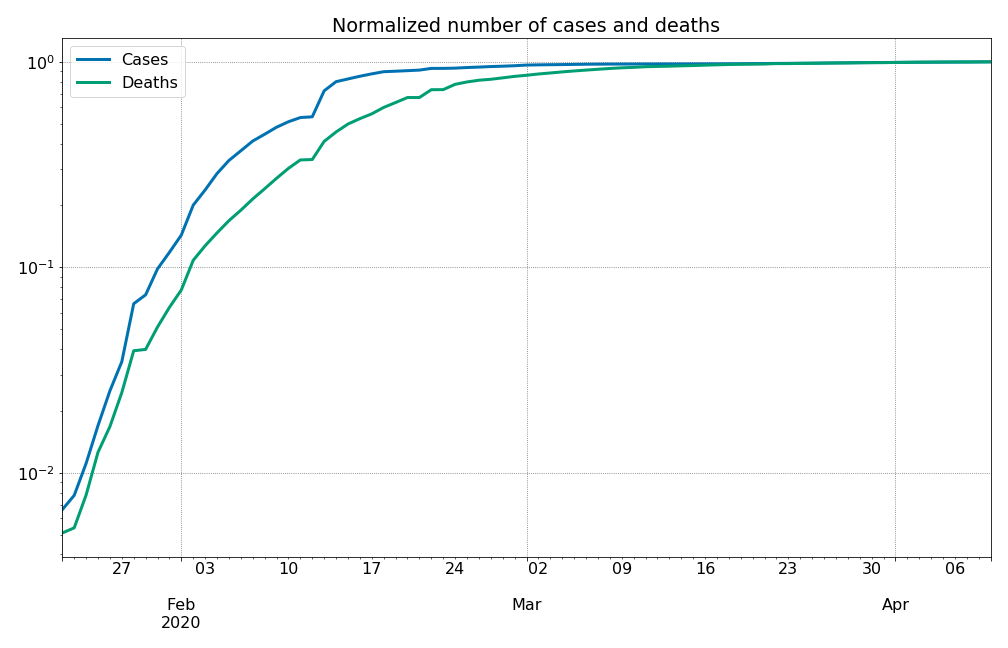 Normalized number of cases and deaths
Cases
Deaths
10⁰
10⁻¹
10⁻²
27 03 10 17 24 02 09 16 23 30 06
Feb Mar Apr
2020